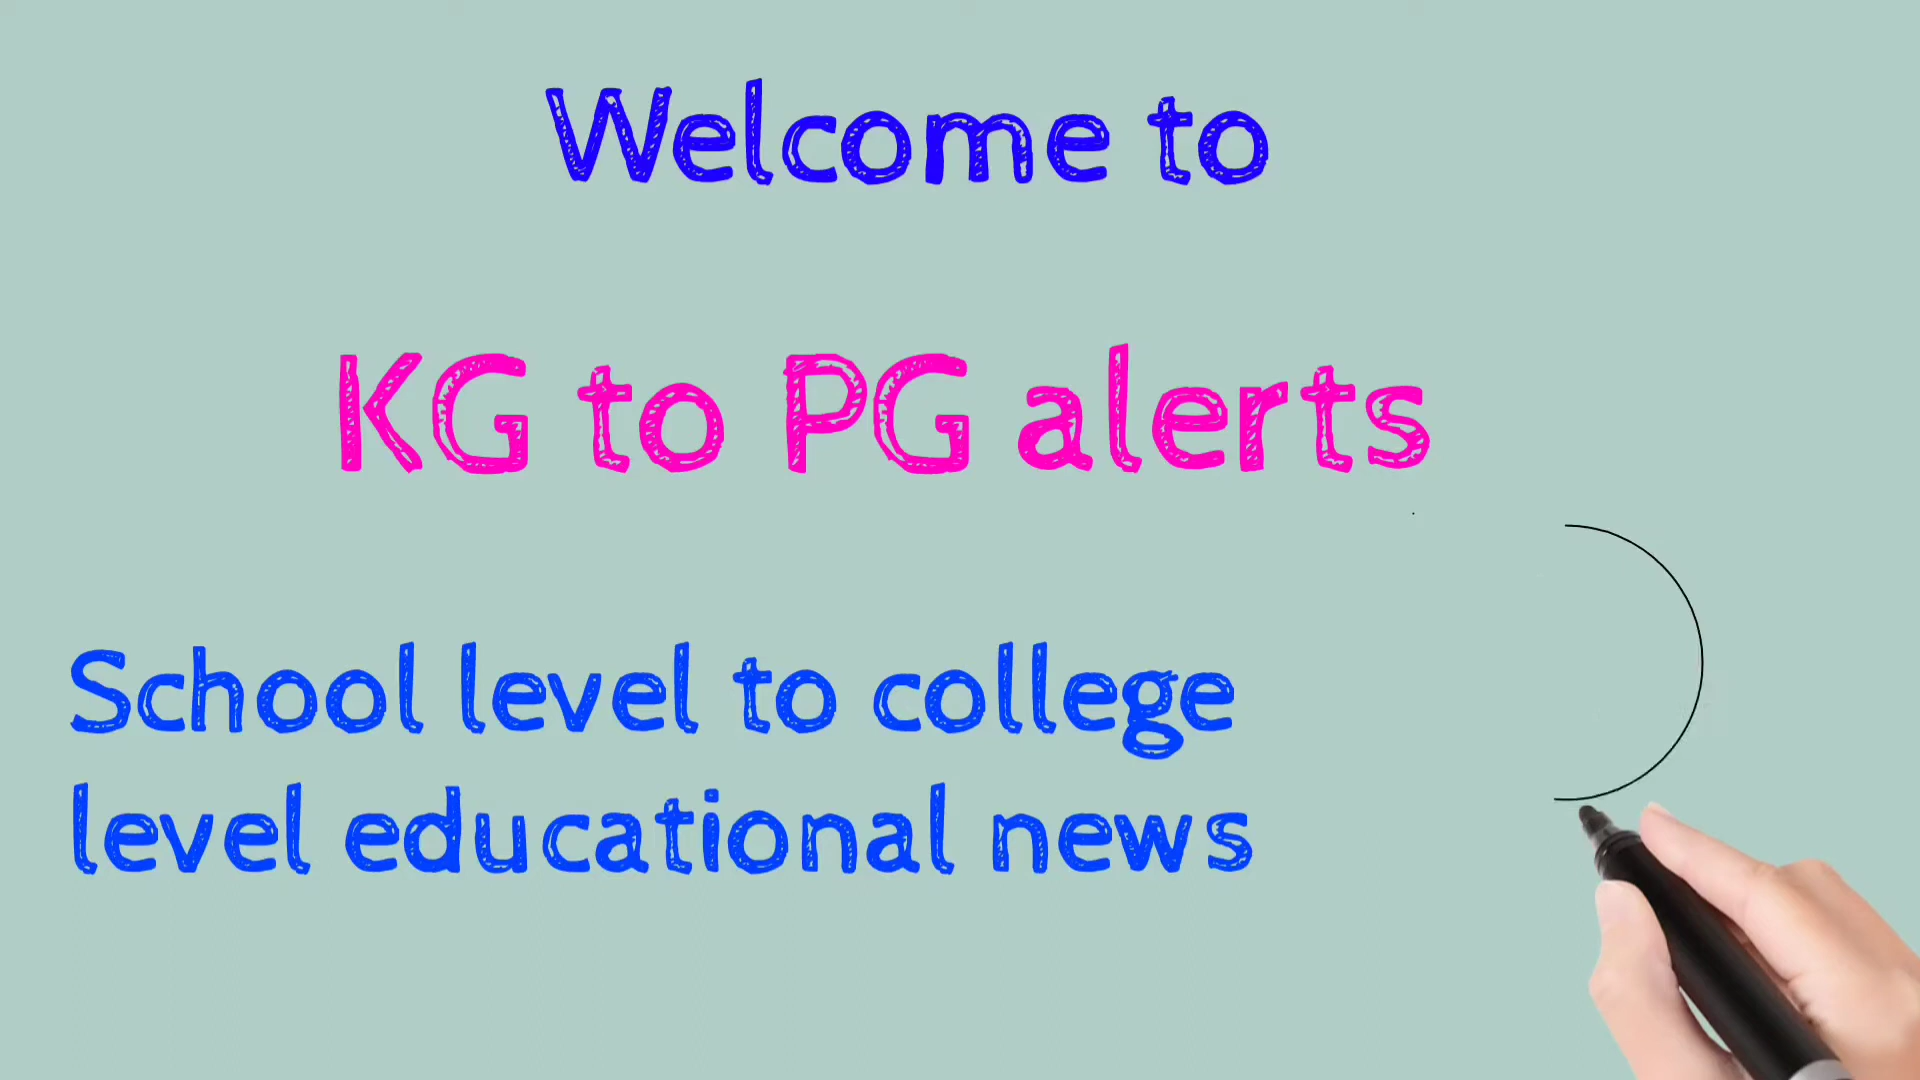 Welcome to
KG to PG alerts
School level to college
level educational news